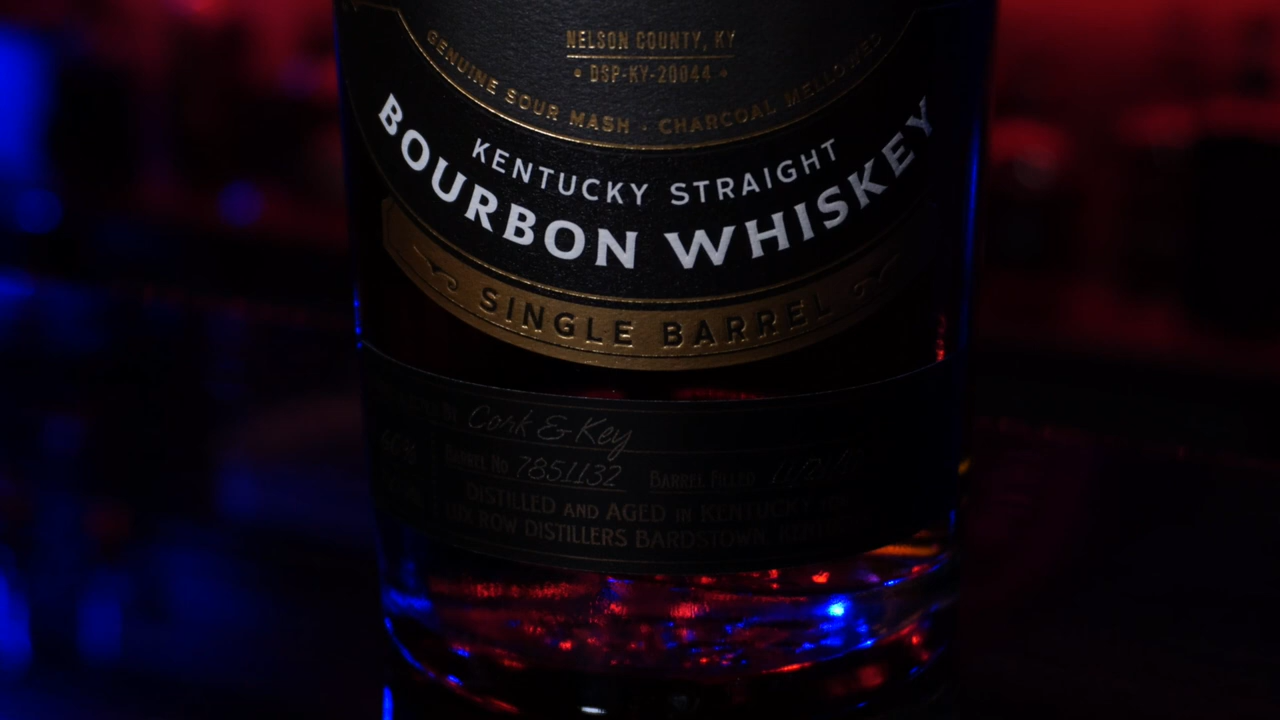 NELSON COUNTY, KY
• DSP-KY-20044 •
GENUINE SOUR MASH · CHARCOAL MELLOWED
KENTUCKY STRAIGHT
BOURBON WHISKEY
SINGLE BARREL
Cork & Key
BARREL NO 7851132 BARREL FILLED
DISTILLED AND AGED IN KENTUCKY
LUX ROW DISTILLERS BARDSTOWN,